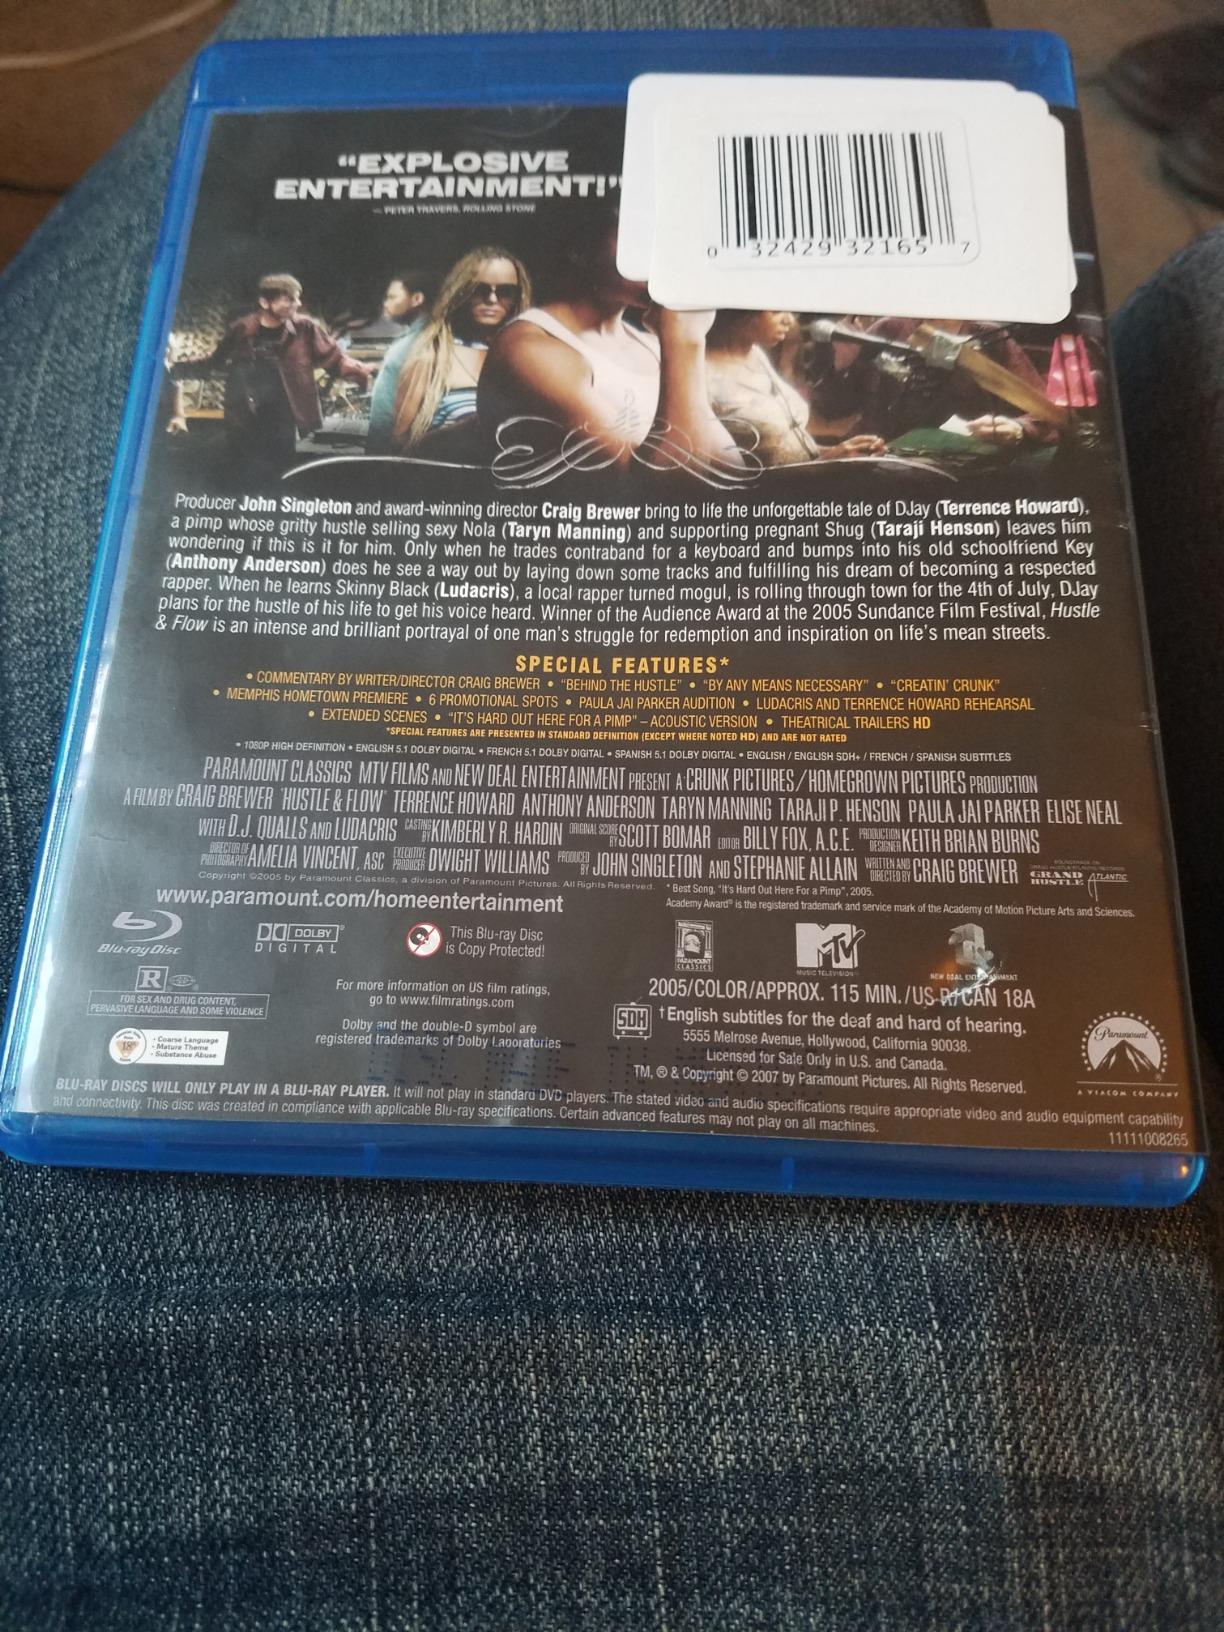 “EXPLOSIVE
ENTERTAINMENT!”
– PETER TRAVERS, ROLLING STONE
0 32429 32165 7
Producer John Singleton and award-winning director Craig Brewer bring to life the unforgettable tale of DJay (Terrence Howard),
a pimp whose gritty hustle selling sexy Nola (Taryn Manning) and supporting pregnant Shug (Taraji Henson) leaves him
wondering if this is it for him. Only when he trades contraband for a keyboard and bumps into his old schoolfriend Key
(Anthony Anderson) does he see a way out by laying down some tracks and fulfilling his dream of becoming a respected
rapper. When he learns Skinny Black (Ludacris), a local rapper turned mogul, is rolling through town for the 4th of July, DJay
plans for the hustle of his life to get his voice heard. Winner of the Audience Award at the 2005 Sundance Film Festival, Hustle
& Flow is an intense and brilliant portrayal of one man's struggle for redemption and inspiration on life's mean streets.
SPECIAL FEATURES*
• COMMENTARY BY WRITER/DIRECTOR CRAIG BREWER • “BEHIND THE HUSTLE” • “BY ANY MEANS NECESSARY” • “CREATIN' CRUNK”
• MEMPHIS HOMETOWN PREMIERE • 6 PROMOTIONAL SPOTS • PAULA JAI PARKER AUDITION • LUDACRIS AND TERRENCE HOWARD REHEARSAL
• EXTENDED SCENES • “IT'S HARD OUT HERE FOR A PIMP” – ACOUSTIC VERSION • THEATRICAL TRAILERS HD
*SPECIAL FEATURES ARE PRESENTED IN STANDARD DEFINITION (EXCEPT WHERE NOTED HD) AND ARE NOT RATED
• 1080P HIGH DEFINITION • ENGLISH 5.1 DOLBY DIGITAL • FRENCH 5.1 DOLBY DIGITAL • SPANISH 5.1 DOLBY DIGITAL • ENGLISH / ENGLISH SDH+ / FRENCH / SPANISH SUBTITLES
PARAMOUNT CLASSICS MTV FILMS AND NEW DEAL ENTERTAINMENT PRESENT A CRUNK PICTURES/HOMEGROWN PICTURES PRODUCTION
A FILM BY CRAIG BREWER "HUSTLE & FLOW" TERRENCE HOWARD ANTHONY ANDERSON TARYN MANNING TARAJI P. HENSON PAULA JAI PARKER ELISE NEAL
WITH D.J. QUALLS AND LUDACRIS CASTING BY KIMBERLY R. HARDIN ORIGINAL SCORE BY SCOTT BOMAR EDITOR BILLY FOX, A.C.E. PRODUCTION DESIGNER KEITH BRIAN BURNS
DIRECTOR OF PHOTOGRAPHY AMELIA VINCENT, ASC EXECUTIVE PRODUCER DWIGHT WILLIAMS PRODUCED BY JOHN SINGLETON AND STEPHANIE ALLAIN WRITTEN AND DIRECTED BY CRAIG BREWER
SOUNDTRACK ON GRAND HUSTLE/ATLANTIC RECORDS
GRAND HUSTLE ATLANTIC
Copyright ©2005 by Paramount Classics, a division of Paramount Pictures. All Rights Reserved. * Best Song, “It's Hard Out Here For a Pimp”, 2005.
Academy Award® is the registered trademark and service mark of the Academy of Motion Picture Arts and Sciences.
www.paramount.com/homeentertainment
Blu-ray Disc
DOLBY®
DIGITAL
This Blu-ray Disc
is Copy Protected!
PARAMOUNT
CLASSICS
MTV
MUSIC TELEVISION
NEW DEAL ENTERTAINMENT
R
FOR SEX AND DRUG CONTENT,
PERVASIVE LANGUAGE AND SOME VIOLENCE
For more information on US film ratings,
go to www.filmratings.com
2005/COLOR/APPROX. 115 MIN./US R/CAN 18A
SDH
†English subtitles for the deaf and hard of hearing.
18A
• Coarse Language
• Mature Theme
• Substance Abuse
Dolby and the double-D symbol are
registered trademarks of Dolby Laboratories
5555 Melrose Avenue, Hollywood, California 90038.
Licensed for Sale Only in U.S. and Canada.
TM, ® & Copyright © 2007 by Paramount Pictures. All Rights Reserved.
Paramount
A VIACOM COMPANY
BLU-RAY DISCS WILL ONLY PLAY IN A BLU-RAY PLAYER. It will not play in standard DVD players. The stated video and audio specifications require appropriate video and audio equipment capability
and connectivity. This disc was created in compliance with applicable Blu-ray specifications. Certain advanced features may not play on all machines.
11111008265